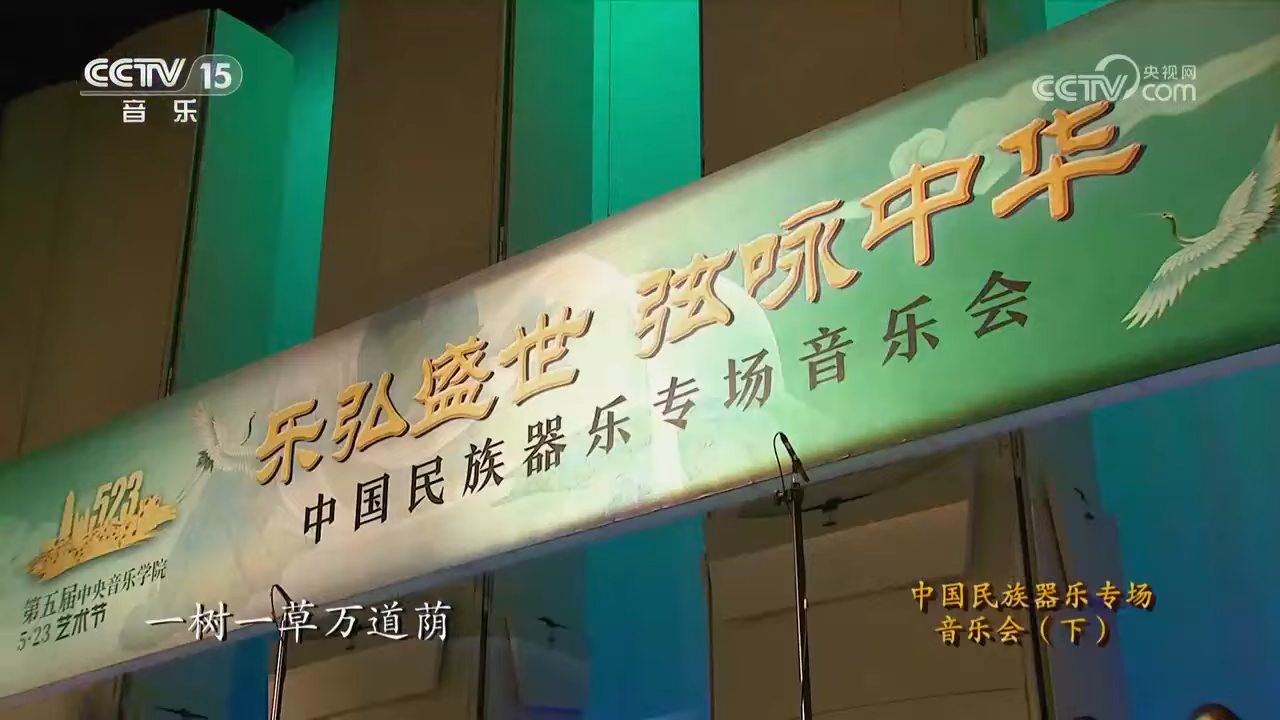 CCTV 15
音乐
央视网
CCTV.com
乐弘盛世 弦咏中华
中国民族器乐专场音乐会
523
第五届中央音乐学院
5·23 艺术节
一树一草万道荫
中国民族器乐专场
音乐会（下）